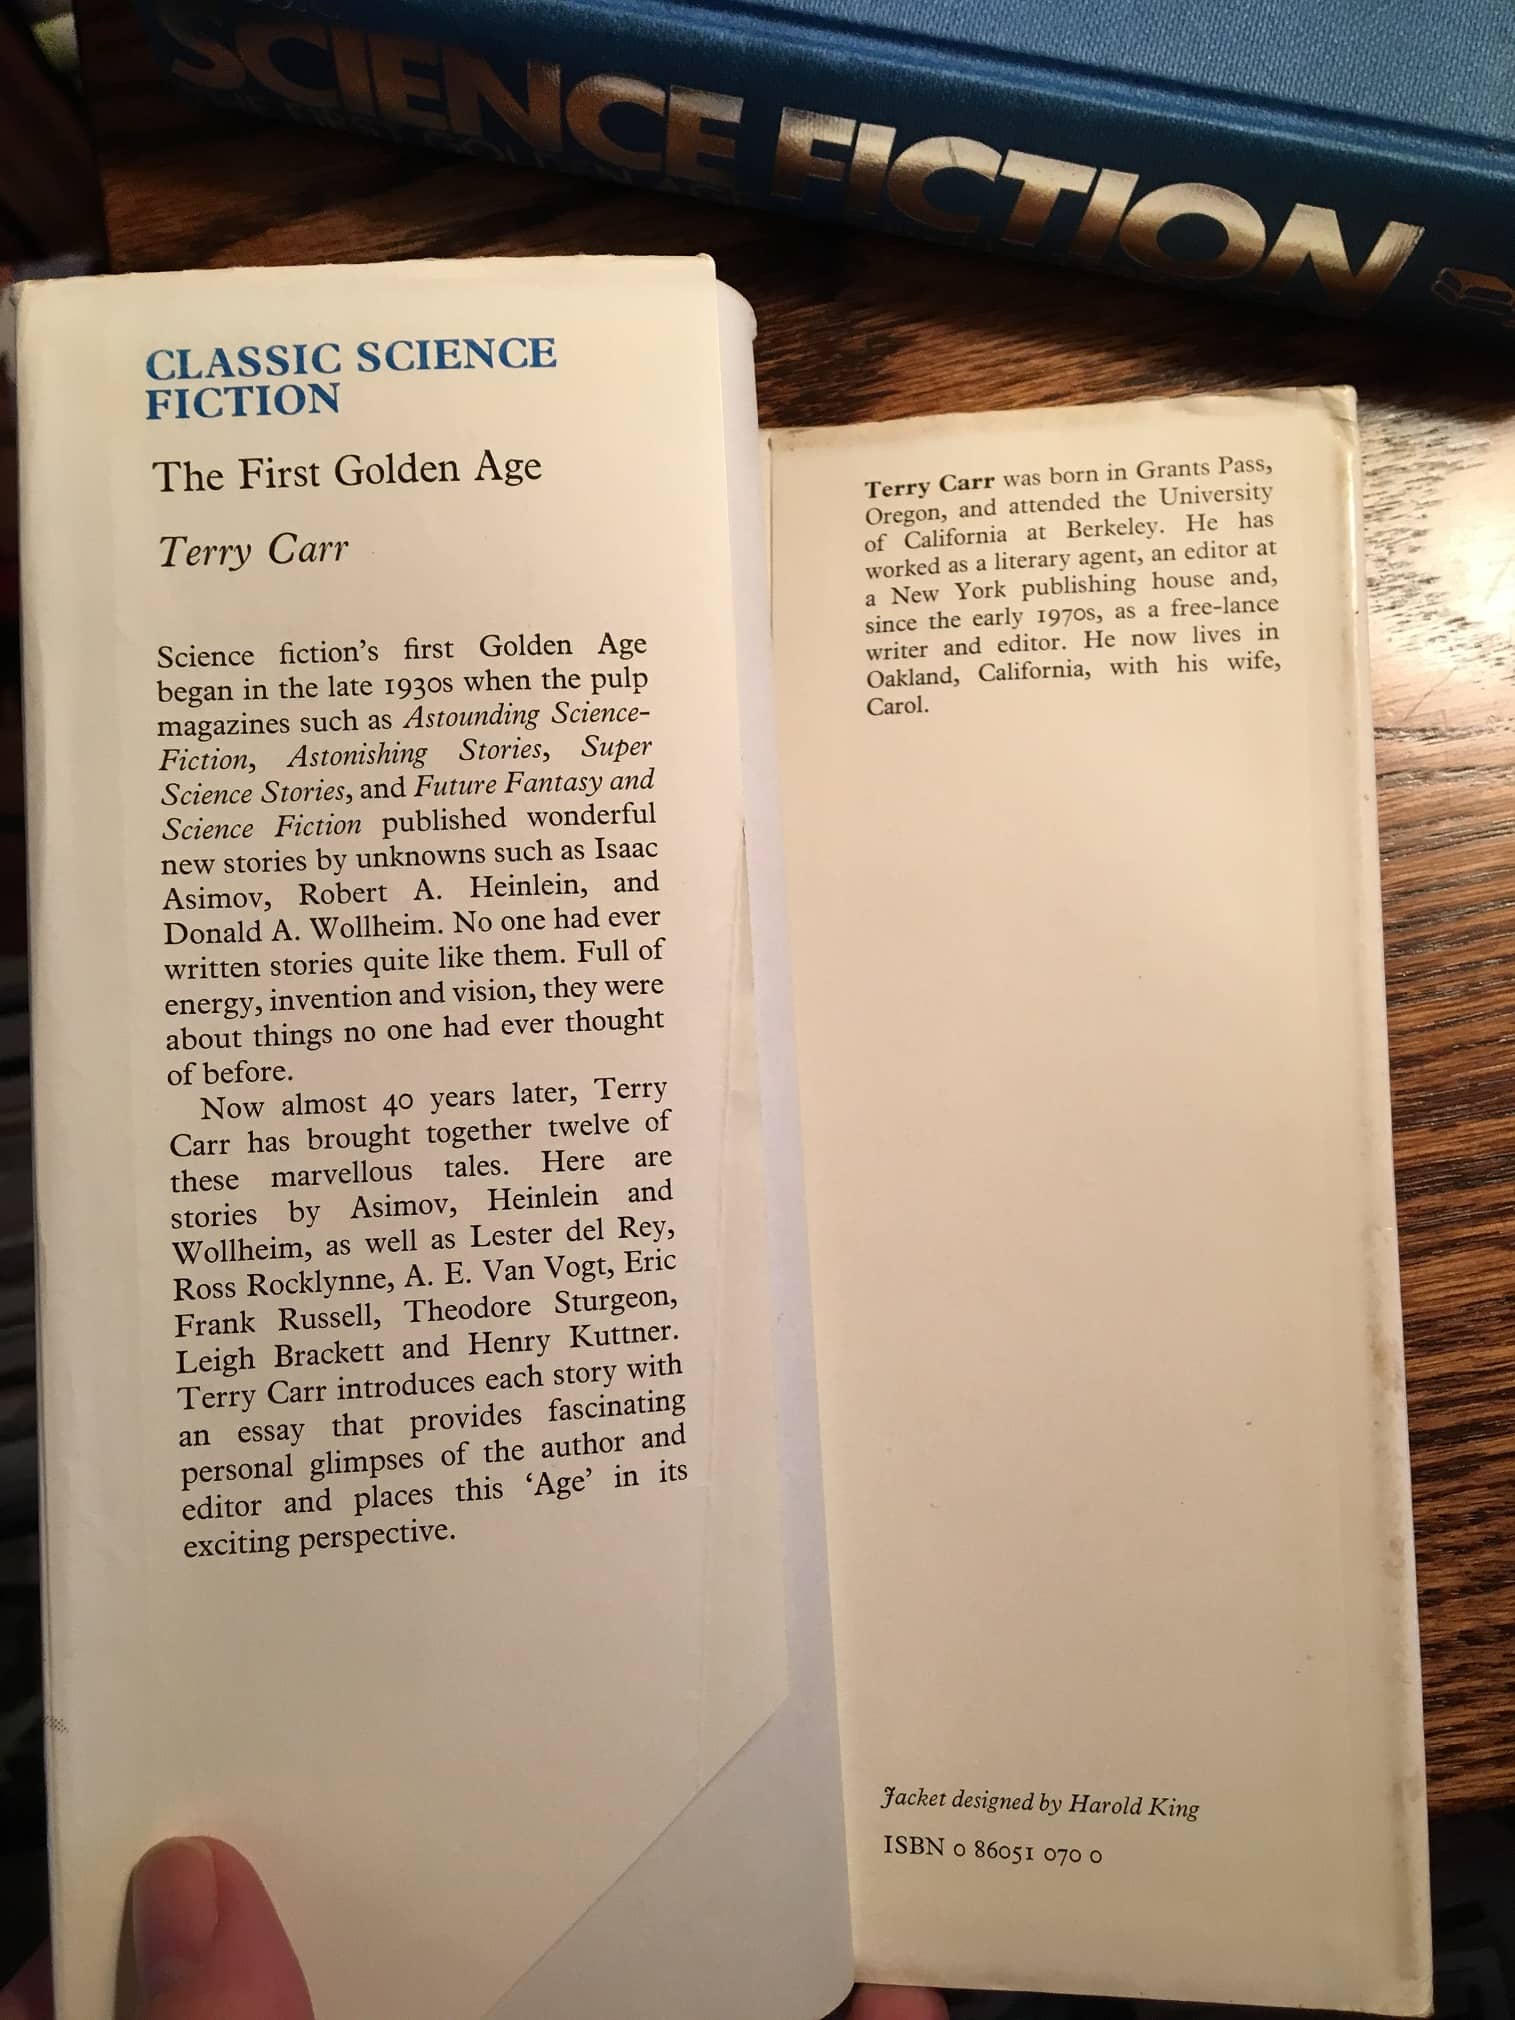 SCIENCE FICTION
CLASSIC SCIENCE
FICTION
The First Golden Age
Terry Carr
Science fiction's first Golden Age
began in the late 1930s when the pulp
magazines such as Astounding Science-
Fiction, Astonishing Stories, Super
Science Stories, and Future Fantasy and
Science Fiction published wonderful
new stories by unknowns such as Isaac
Asimov, Robert A. Heinlein, and
Donald A. Wollheim. No one had ever
written stories quite like them. Full of
energy, invention and vision, they were
about things no one had ever thought
of before.
Now almost 40 years later, Terry
Carr has brought together twelve of
these marvellous tales. Here are
stories by Asimov, Heinlein and
Wollheim, as well as Lester del Rey,
Ross Rocklynne, A. E. Van Vogt, Eric
Frank Russell, Theodore Sturgeon,
Leigh Brackett and Henry Kuttner.
Terry Carr introduces each story with
an essay that provides fascinating
personal glimpses of the author and
editor and places this ‘Age’ in its
exciting perspective.
Terry Carr was born in Grants Pass,
Oregon, and attended the University
of California at Berkeley. He has
worked as a literary agent, an editor at
a New York publishing house and,
since the early 1970s, as a free-lance
writer and editor. He now lives in
Oakland, California, with his wife,
Carol.
Jacket designed by Harold King
ISBN 0 86051 070 0